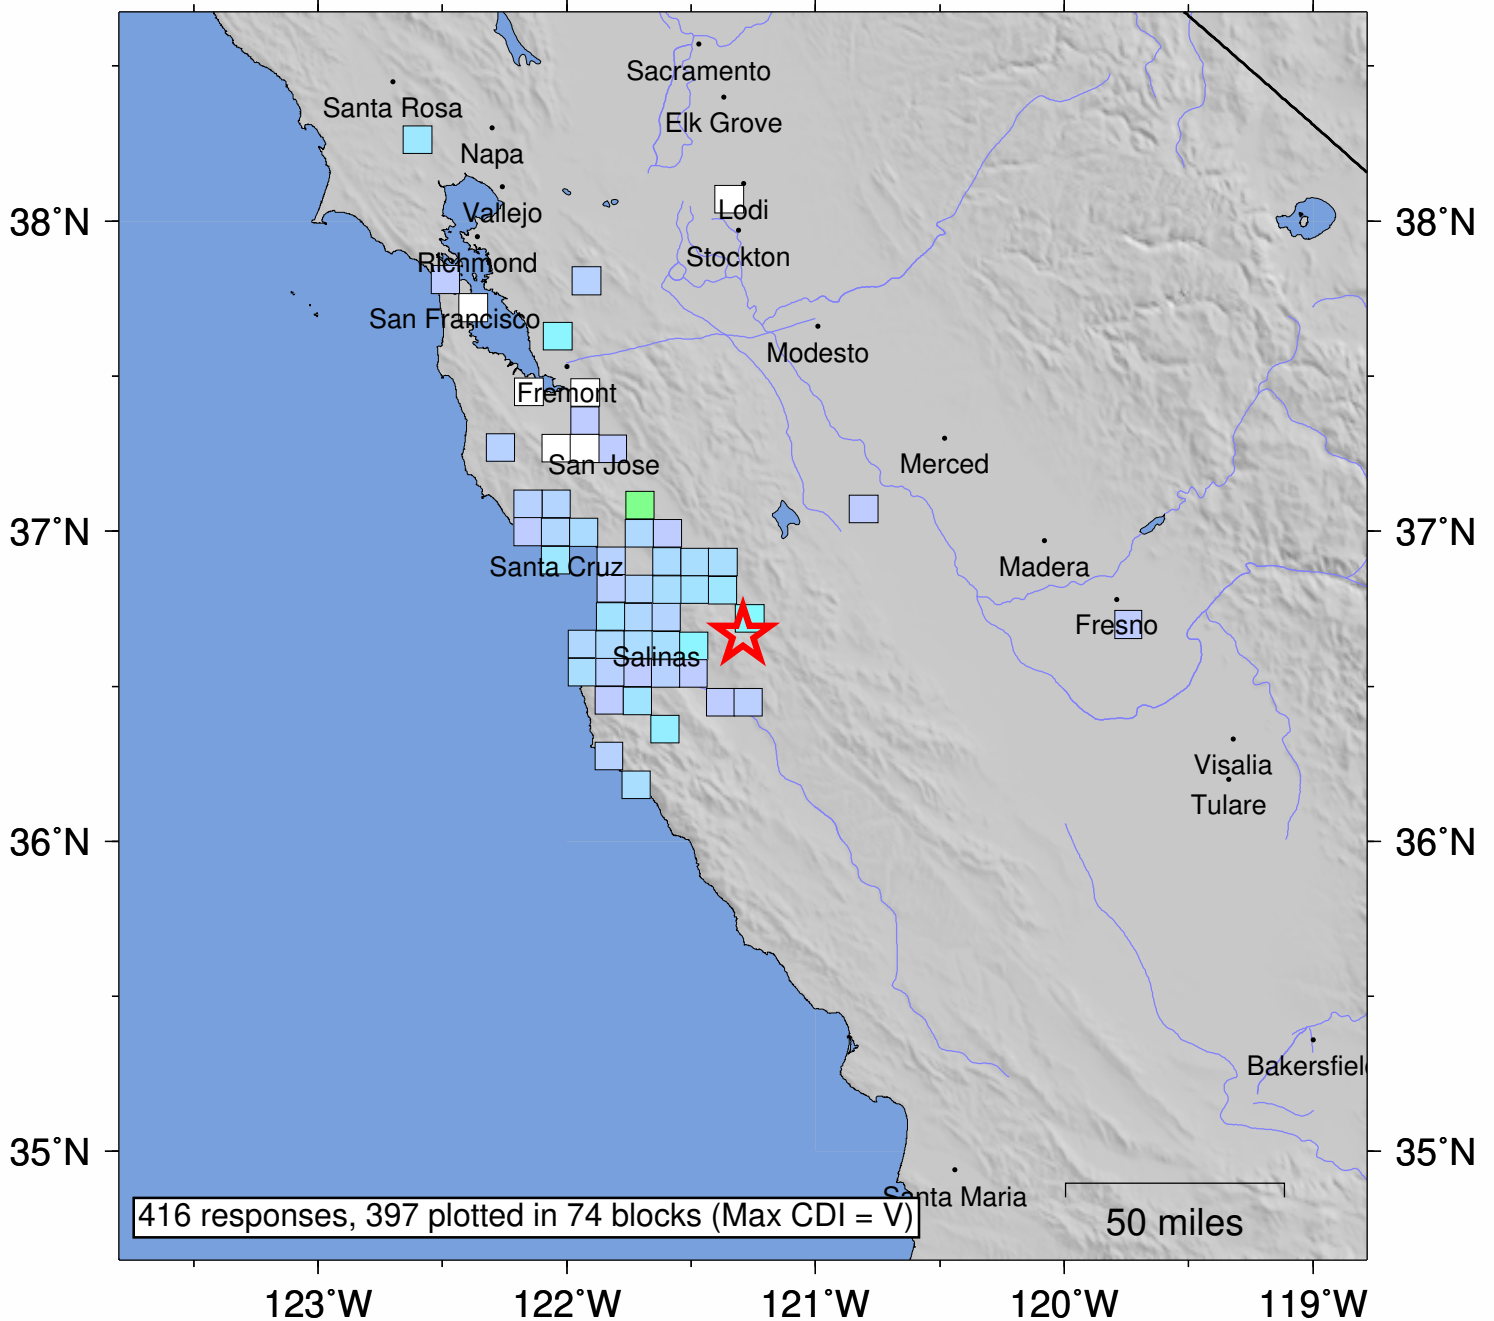 Sacramento
Santa Rosa
Elk Grove
Napa
Lodi
Vallejo
38°N
38°N
Stockton
Richmond
San Francisco
Modesto
Fremont
San Jose
Merced
37°N
37°N
Santa Cruz
Madera
Fresno
Salinas
Visalia
Tulare
36°N
36°N
Bakersfiel
35°N
35°N
Santa Maria
416 responses, 397 plotted in 74 blocks (Max CDI = V)
50 miles
123°W
122°W
121°W
120°W
119°W